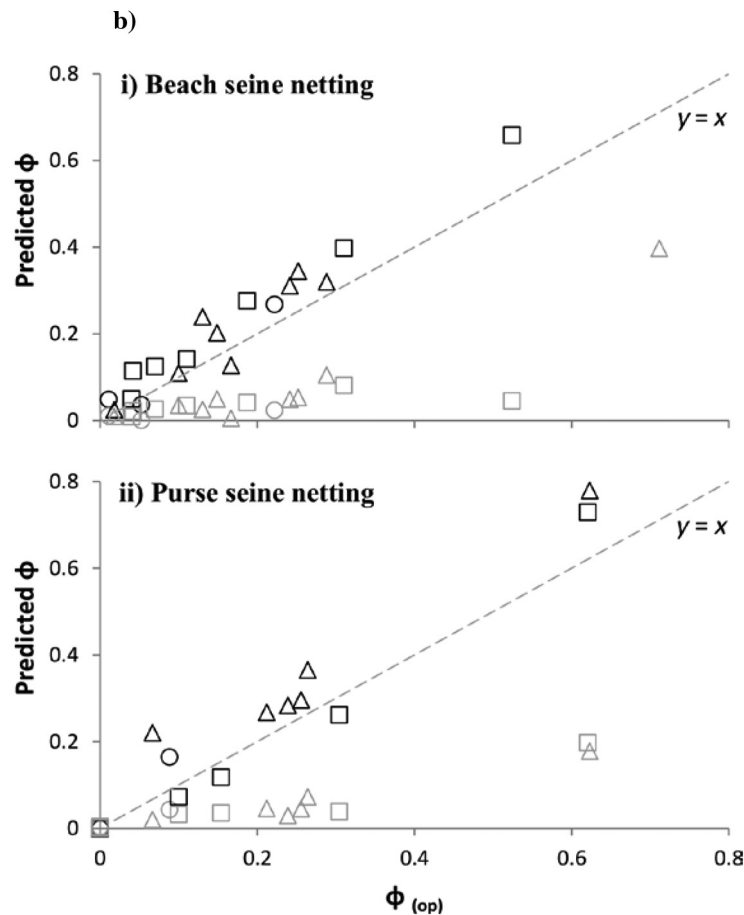 b)
i) Beach seine netting
0.8
0.6
0.4
0.2
0
Predicted ϕ
y = x
ii) Purse seine netting
0.8
0.6
0.4
0.2
0
Predicted ϕ
y = x
0 0.2 0.4 0.6 0.8
ϕ (op)